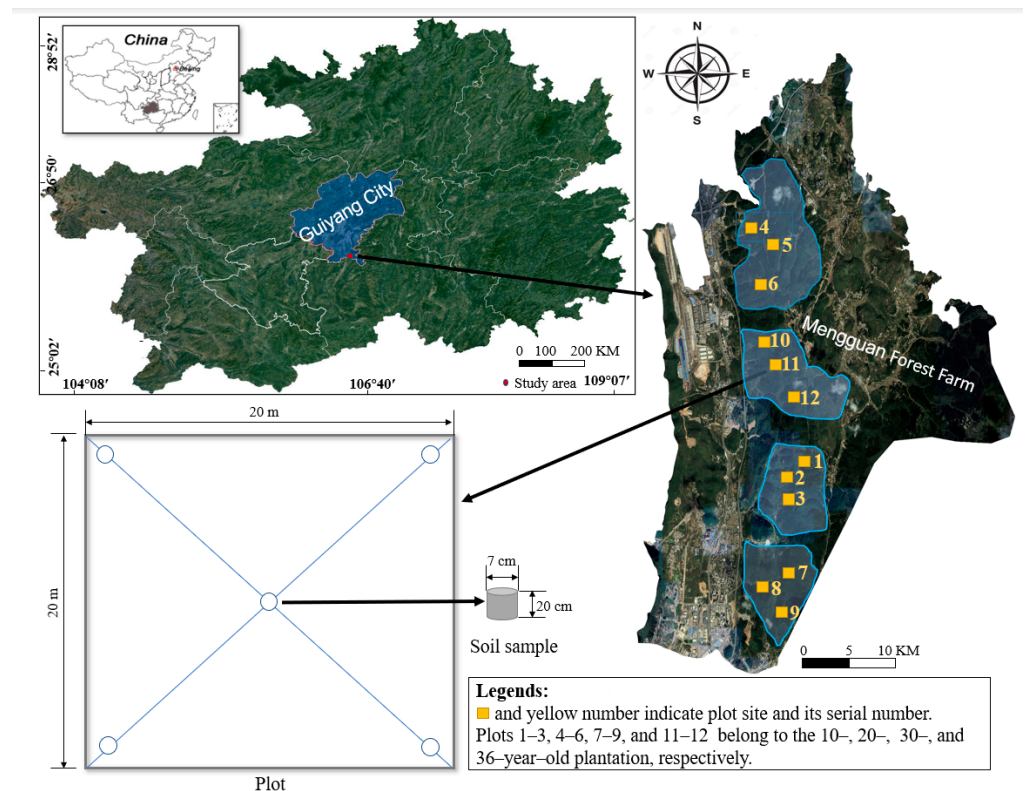 China
Beijing
28°52′
26°50′
25°02′
104°08′
106°40′
109°07′
Guiyang City
0 100 200 KM
Study area
N
W E
S
4
5
6
10
11
12
1
2
3
7
8
9
Mengguan Forest Farm
0 5 10 KM
20 m
20 m
7 cm
20 cm
Soil sample
Plot
Legends:
and yellow number indicate plot site and its serial number.
Plots 1–3, 4–6, 7–9, and 11–12 belong to the 10–, 20–, 30–, and
36–year–old plantation, respectively.